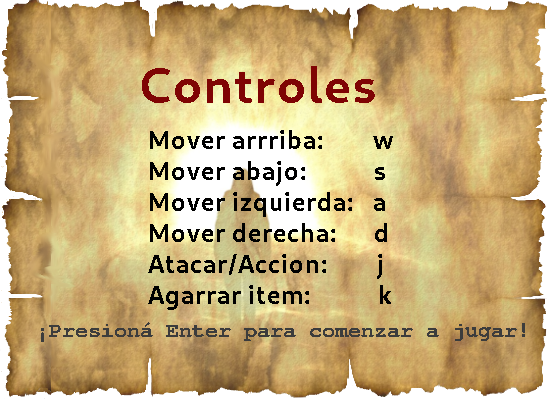 Controles
Mover arrriba: w
Mover abajo: s
Mover izquierda: a
Mover derecha: d
Atacar/Accion: j
Agarrar item: k
¡Presioná Enter para comenzar a jugar!